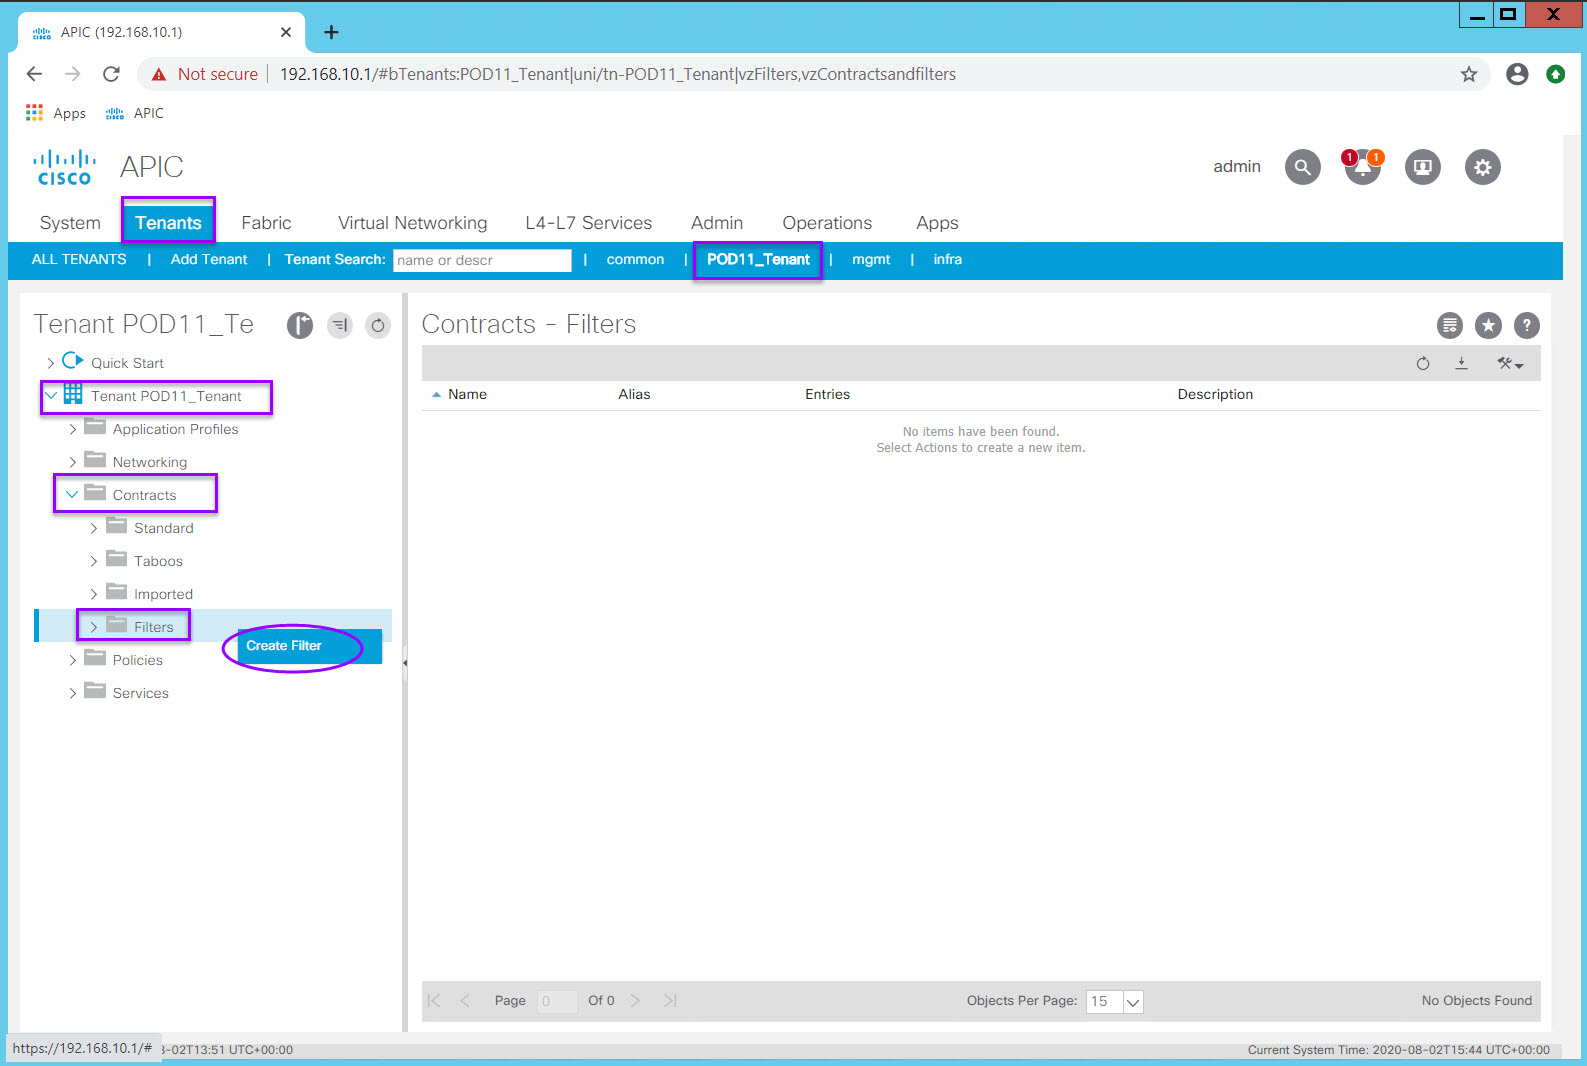 APIC (192.168.10.1)
Not secure 192.168.10.1/#bTenants:POD11_Tenant|uni/tn-POD11_Tenant|vzFilters,vzContractsandfilters
Apps APIC
CISCO APIC admin 1 1
System Tenants Fabric Virtual Networking L4-L7 Services Admin Operations Apps
ALL TENANTS | Add Tenant | Tenant Search: name or descr | common | POD11_Tenant | mgmt | infra
Tenant POD11_Te
Quick Start
Tenant POD11_Tenant
Application Profiles
Networking
Contracts
Standard
Taboos
Imported
Filters
Create Filter
Policies
Services
Contracts - Filters
Name Alias Entries Description
No items have been found.
Select Actions to create a new item.
Page 0 Of 0 Objects Per Page: 15 No Objects Found
https://192.168.10.1/# 3-02T13:51 UTC+00:00 Current System Time: 2020-08-02T15:44 UTC+00:00